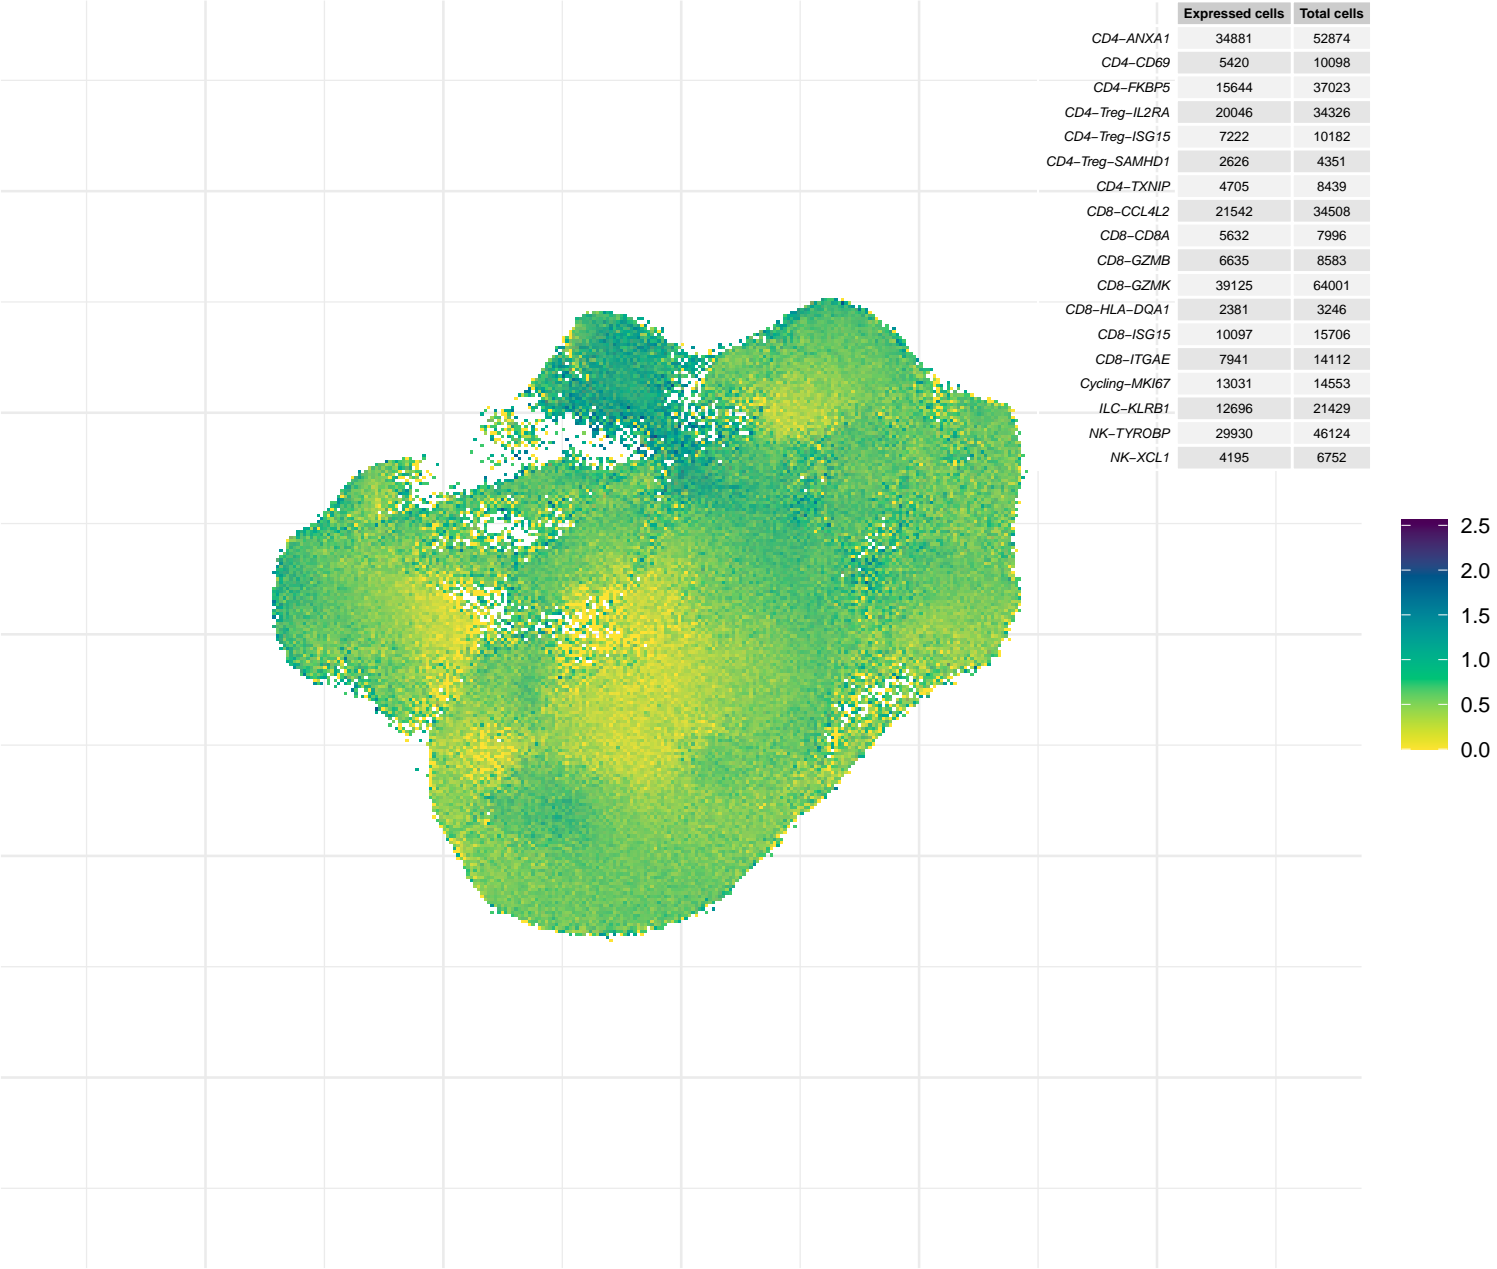 Expressed cells Total cells
CD4−ANXA1 34881 52874
CD4−CD69 5420 10098
CD4−FKBP5 15644 37023
CD4−Treg−IL2RA 20046 34326
CD4−Treg−ISG15 7222 10182
CD4−Treg−SAMHD1 2626 4351
CD4−TXNIP 4705 8439
CD8−CCL4L2 21542 34508
CD8−CD8A 5632 7996
CD8−GZMB 6635 8583
CD8−GZMK 39125 64001
CD8−HLA−DQA1 2381 3246
CD8−ISG15 10097 15706
CD8−ITGAE 7941 14112
Cycling−MKI67 13031 14553
ILC−KLRB1 12696 21429
NK−TYROBP 29930 46124
NK−XCL1 4195 6752
2.5
2.0
1.5
1.0
0.5
0.0